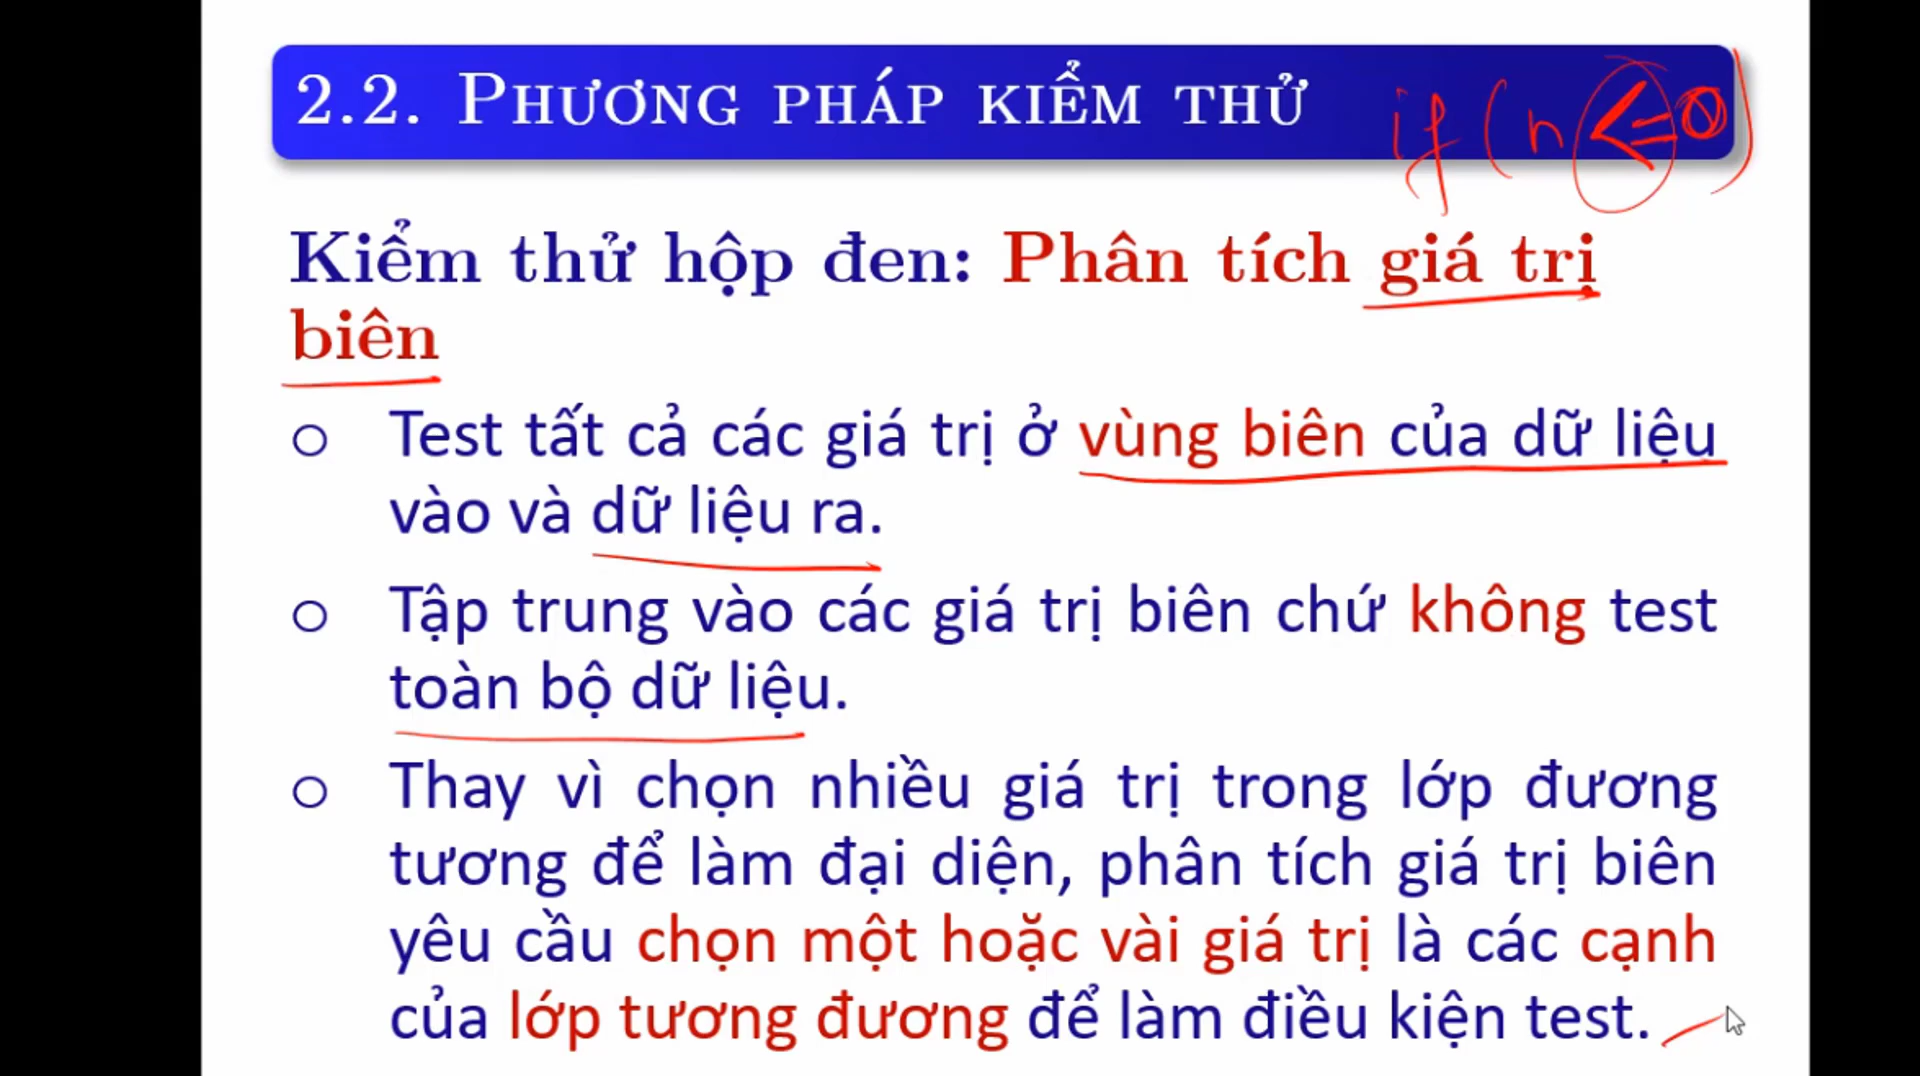 2.2. PHƯƠNG PHÁP KIỂM THỬ
if (n <= 0)
Kiểm thử hộp đen: Phân tích giá trị
biên
o Test tất cả các giá trị ở vùng biên của dữ liệu
vào và dữ liệu ra.
o Tập trung vào các giá trị biên chứ không test
toàn bộ dữ liệu.
o Thay vì chọn nhiều giá trị trong lớp đương
tương để làm đại diện, phân tích giá trị biên
yêu cầu chọn một hoặc vài giá trị là các cạnh
của lớp tương đương để làm điều kiện test.